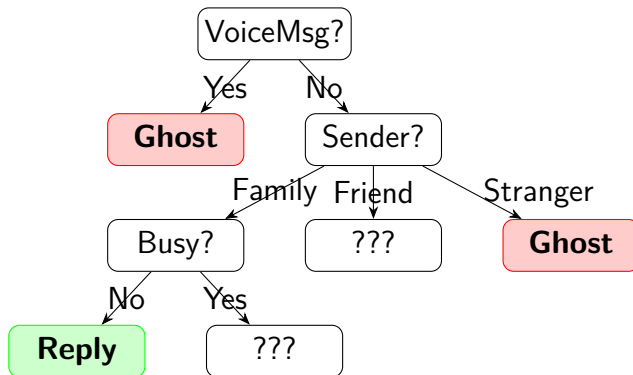 VoiceMsg?
Yes
No
Ghost
Sender?
Family
Friend
Stranger
Busy?
???
Ghost
No
Yes
Reply
???